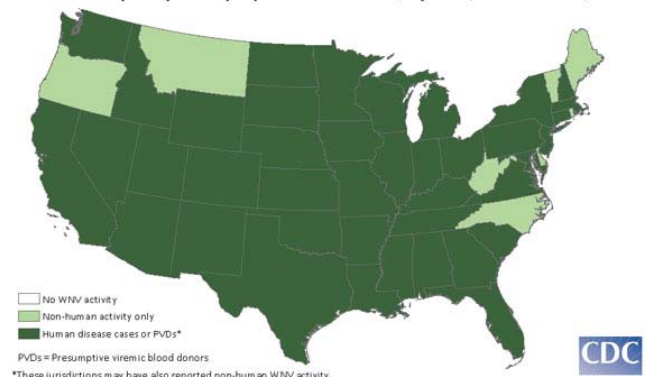 No WNV activity
Non-human activity only
Human disease cases or PVDs*
PVDs = Presumptive viremic blood donors
*These jurisdictions may have also reported non-human WNV activity
CDC